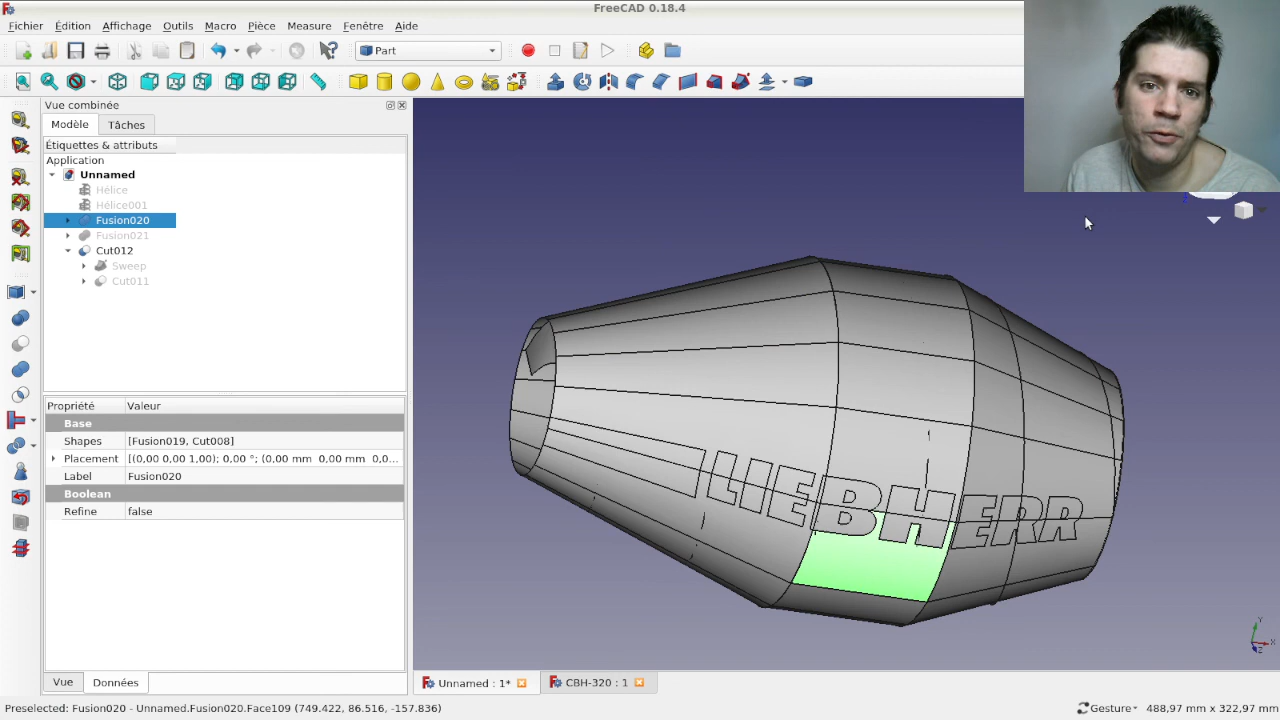 FreeCAD 0.18.4
Fichier Édition Affichage Outils Macro Pièce Measure Fenêtre Aide
Part
Vue combinée
Modèle Tâches
Étiquettes & attributs
Application
Unnamed
Hélice
Hélice001
Fusion020
Fusion021
Cut012
Sweep
Cut011
Propriété Valeur
Base
Shapes [Fusion019, Cut008]
Placement [(0,00 0,00 1,00); 0,00 °; (0,00 mm 0,00 mm 0,0...
Label Fusion020
Boolean
Refine false
LIEBHERR
Vue Données
Unnamed : 1*
CBH-320 : 1
Y
X
Z
Preselected: Fusion020 - Unnamed.Fusion020.Face109 (749.422, 86.516, -157.836)
Gesture 488,97 mm x 322,97 mm